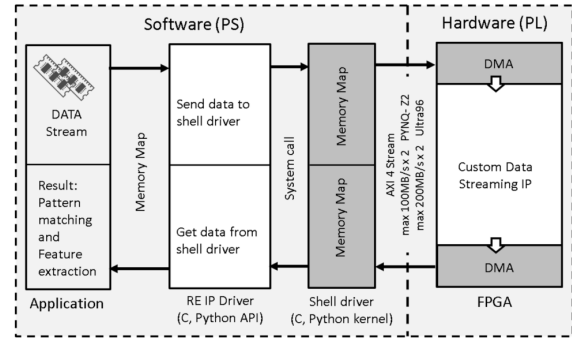 Software (PS)
Hardware (PL)
DATA
Stream
Result:
Pattern
matching
and
Feature
extraction
Application
Memory Map
Send data to
shell driver
Get data from
shell driver
RE IP Driver
(C, Python API)
System call
Memory Map
Memory Map
Shell driver
(C, Python kernel)
AXI 4 Stream
max 100MB/s x 2 PYNQ- Z2
max 200MB/s x 2 Ultra96
DMA
Custom Data
Streaming IP
DMA
FPGA